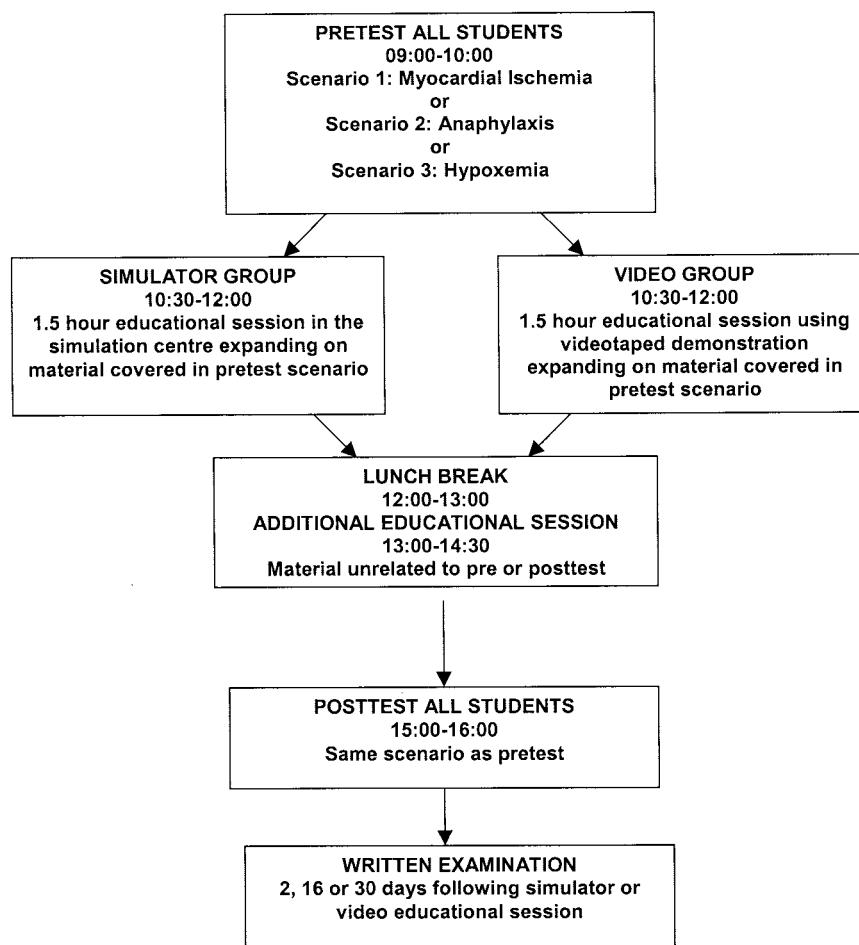 PRETEST ALL STUDENTS
09:00-10:00
Scenario 1: Myocardial Ischemia
or
Scenario 2: Anaphylaxis
or
Scenario 3: Hypoxemia
SIMULATOR GROUP
10:30-12:00
1.5 hour educational session in the
simulation centre expanding on
material covered in pretest scenario
VIDEO GROUP
10:30-12:00
1.5 hour educational session using
videotaped demonstration
expanding on material covered in
pretest scenario
LUNCH BREAK
12:00-13:00
ADDITIONAL EDUCATIONAL SESSION
13:00-14:30
Material unrelated to pre or posttest
POSTTEST ALL STUDENTS
15:00-16:00
Same scenario as pretest
WRITTEN EXAMINATION
2, 16 or 30 days following simulator or
video educational session